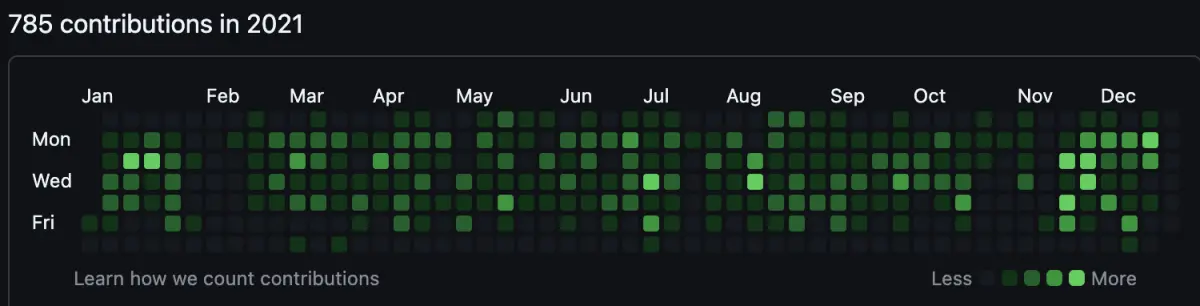 785 contributions in 2021
Jan Feb Mar Apr May Jun Jul Aug Sep Oct Nov Dec
Mon
Wed
Fri
Learn how we count contributions Less More